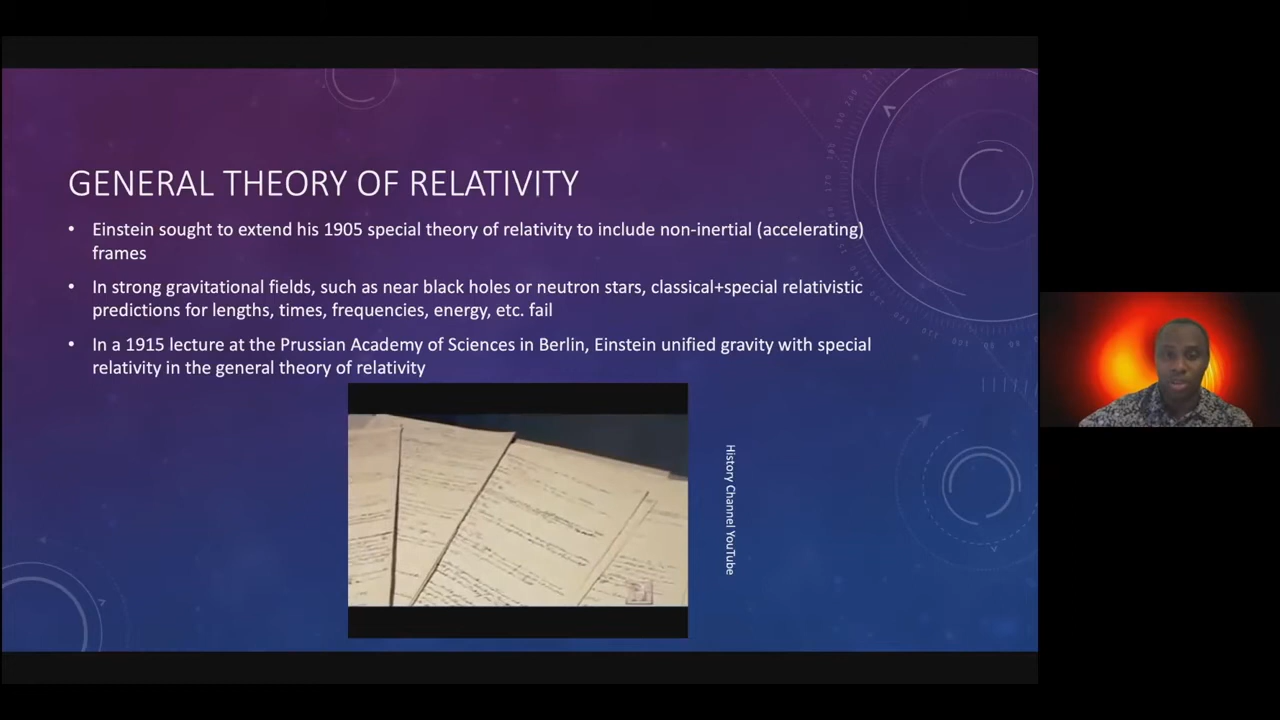 GENERAL THEORY OF RELATIVITY
• Einstein sought to extend his 1905 special theory of relativity to include non-inertial (accelerating)
frames
• In strong gravitational fields, such as near black holes or neutron stars, classical+special relativistic
predictions for lengths, times, frequencies, energy, etc. fail
• In a 1915 lecture at the Prussian Academy of Sciences in Berlin, Einstein unified gravity with special
relativity in the general theory of relativity
History Channel YouTube